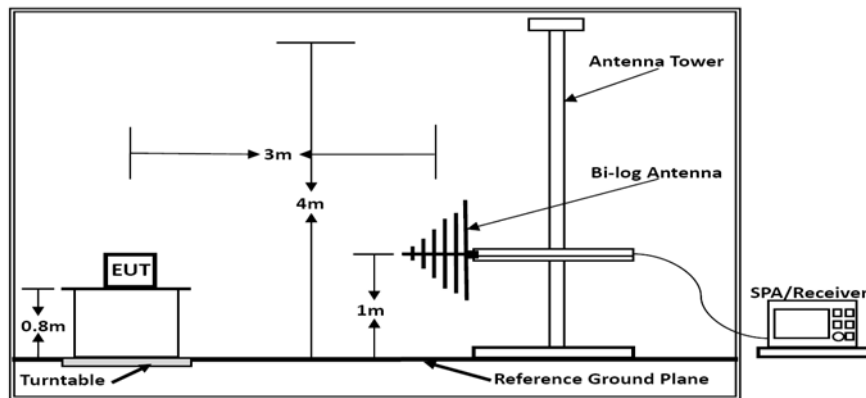 Antenna Tower
3m
Bi-log Antenna
4m
EUT
1m
0.8m
SPA/Receiver
Turntable
Reference Ground Plane